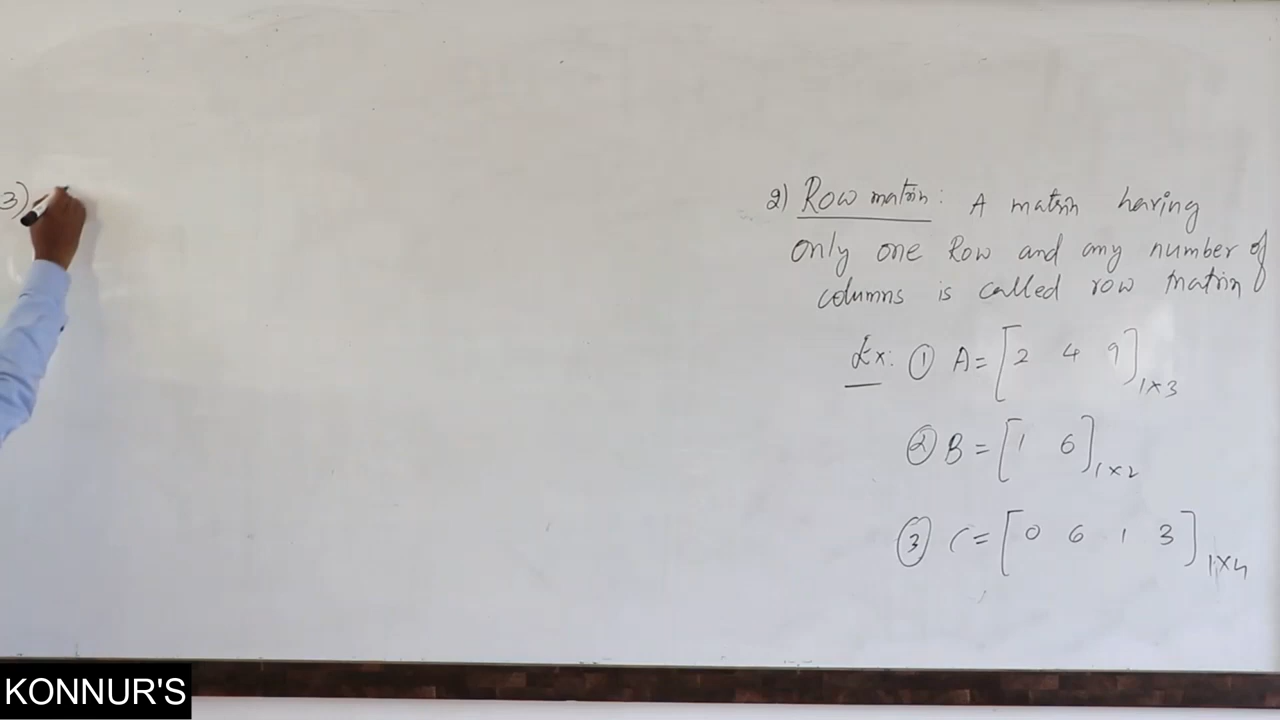 3)
2) Row matrix: A matrix having
only one Row and any number of
columns is called row matrix
Ex: ① A = [2 4 9]1×3
② B = [1 6]1×2
③ C = [0 6 1 3]1×4
KONNUR'S